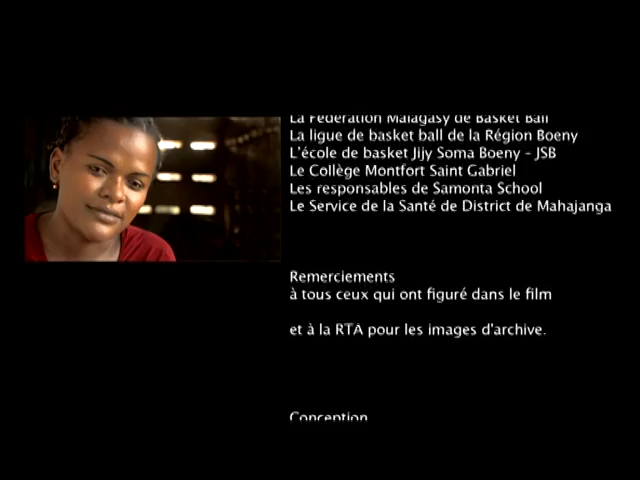 La Fédération Malagasy de Basket Ball
La ligue de basket ball de la Région Boeny
L'école de basket Jijy Soma Boeny - JSB
Le Collège Montfort Saint Gabriel
Les responsables de Samonta School
Le Service de la Santé de District de Mahajanga
Remerciements
à tous ceux qui ont figuré dans le film
et à la RTA pour les images d'archive.
Conception